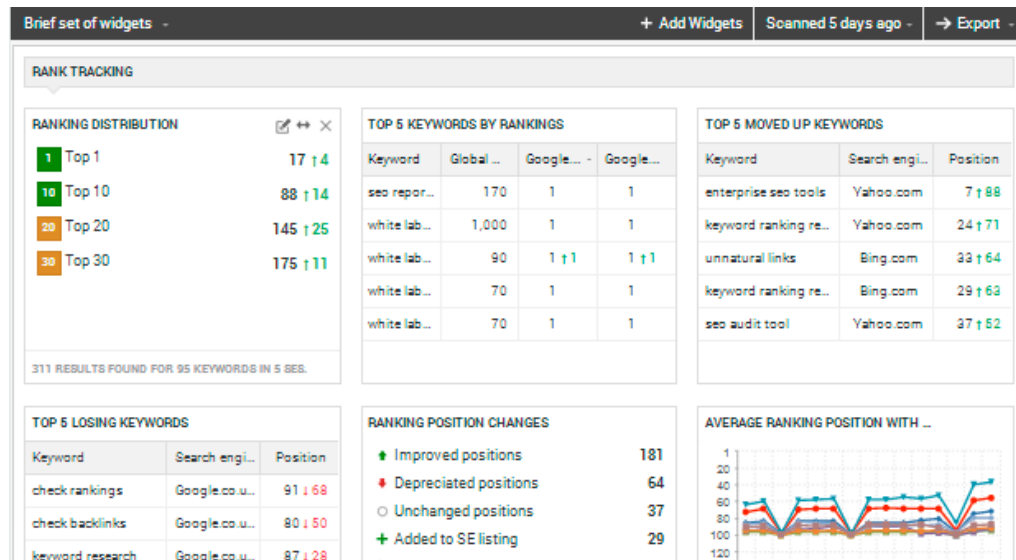 Brief set of widgets - + Add Widgets Scanned 5 days ago - → Export -
RANK TRACKING
RANKING DISTRIBUTION
1 Top 1 17 ↑4
10 Top 10 88 ↑14
20 Top 20 145 ↑25
30 Top 30 175 ↑11
311 RESULTS FOUND FOR 95 KEYWORDS IN 5 SES.
TOP 5 KEYWORDS BY RANKINGS
Keyword Global ... Google... - Google...
seo repor... 170 1 1
white lab... 1,000 1 1
white lab... 90 1 ↑1 1 ↑1
white lab... 70 1 1
white lab... 70 1 1
TOP 5 MOVED UP KEYWORDS
Keyword Search engi... Position
enterprise seo tools Yahoo.com 7 ↑88
keyword ranking re... Yahoo.com 24 ↑71
unnatural links Bing.com 33 ↑64
keyword ranking re... Bing.com 29 ↑63
seo audit tool Yahoo.com 37 ↑52
TOP 5 LOSING KEYWORDS
Keyword Search engi... Position
check rankings Google.co.u... 91 ↓68
check backlinks Google.co.u... 80 ↓50
keyword research Google.co.u... 87 ↓28
RANKING POSITION CHANGES
Improved positions 181
Depreciated positions 64
Unchanged positions 37
+ Added to SE listing 29
AVERAGE RANKING POSITION WITH ...
1
20
40
60
80
100
120